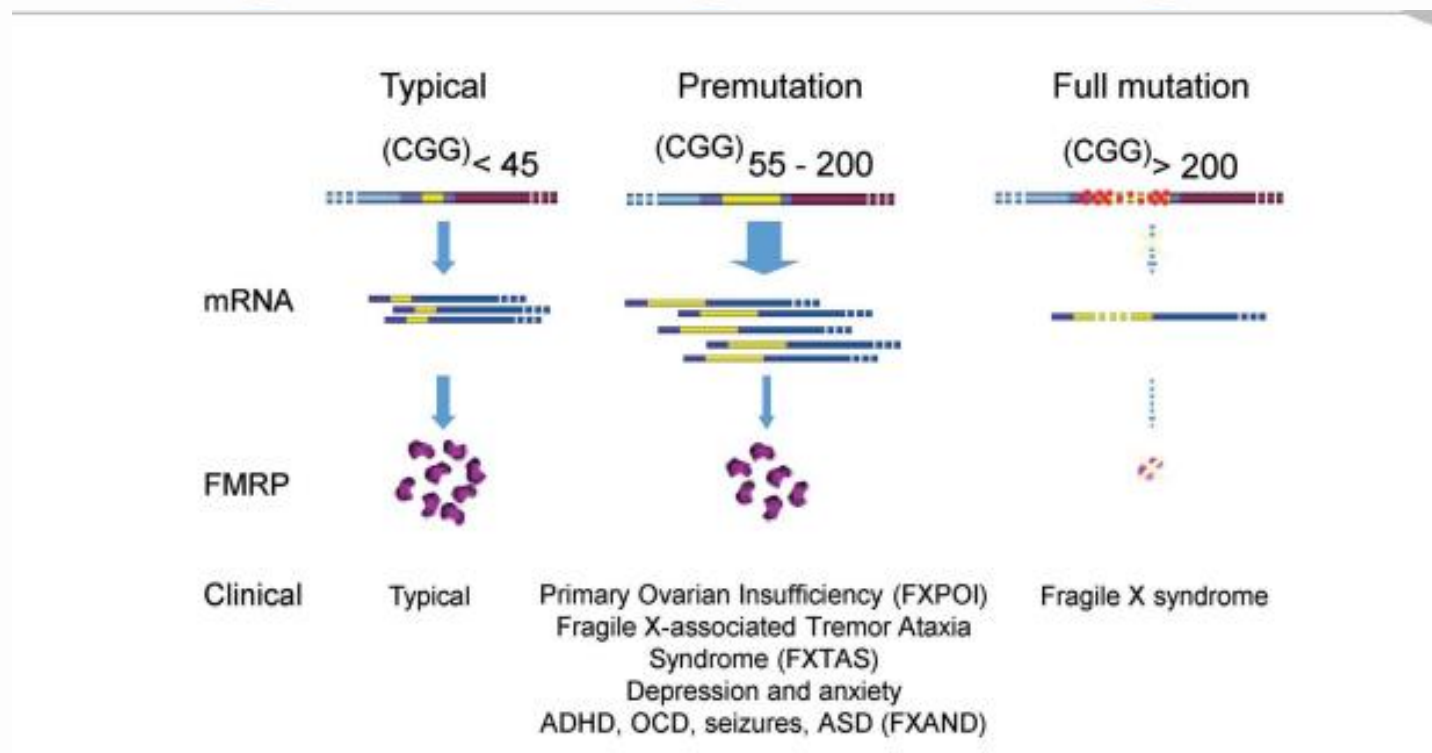 Typical Premutation Full mutation
(CGG)< 45 (CGG)55 - 200 (CGG)> 200
mRNA
FMRP
Clinical Typical Primary Ovarian Insufficiency (FXPOI) Fragile X syndrome
Fragile X-associated Tremor Ataxia
Syndrome (FXTAS)
Depression and anxiety
ADHD, OCD, seizures, ASD (FXAND)